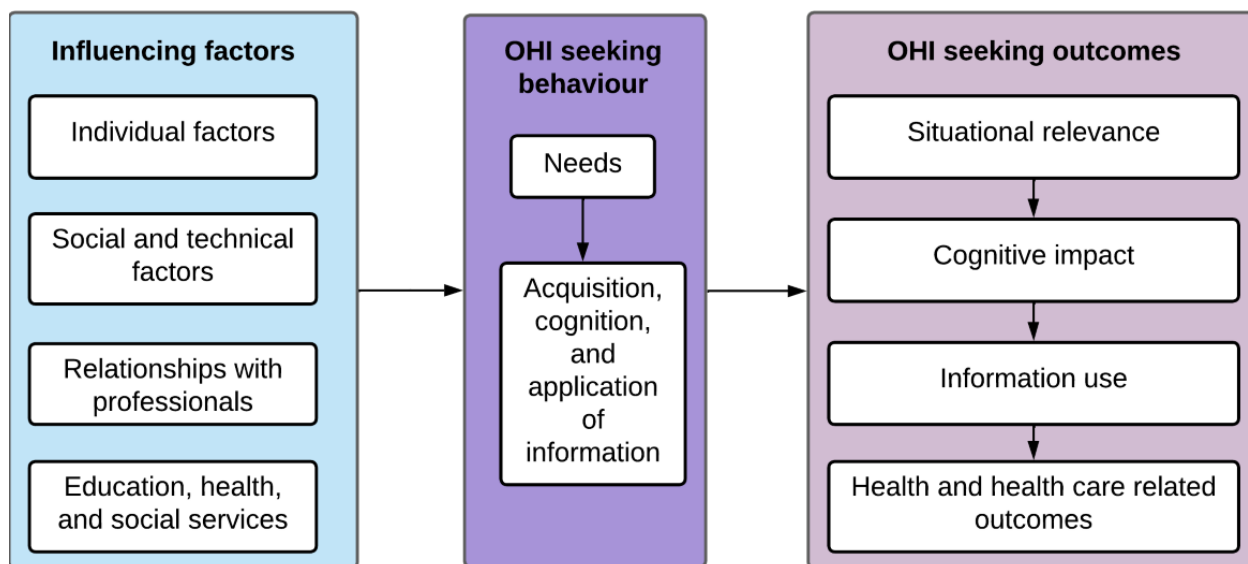 Influencing factors
Individual factors
Social and technical
factors
Relationships with
professionals
Education, health,
and social services
OHI seeking
behaviour
Needs
Acquisition,
cognition,
and
application
of
information
OHI seeking outcomes
Situational relevance
Cognitive impact
Information use
Health and health care related
outcomes